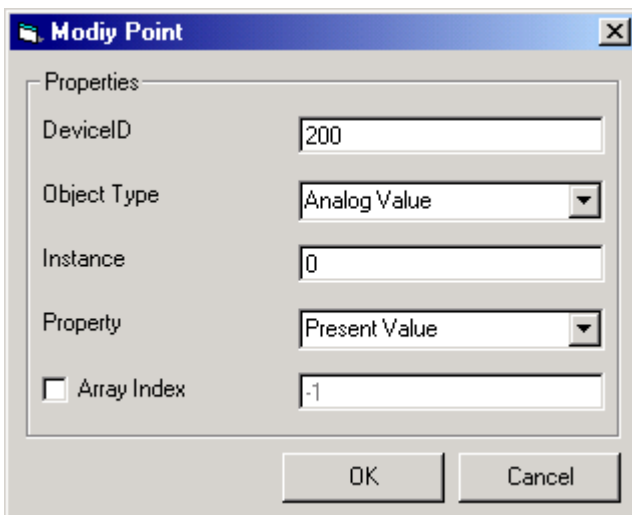 Modiy Point
Properties
DeviceID 200
Object Type Analog Value
Instance 0
Property Present Value
Array Index -1
OK Cancel